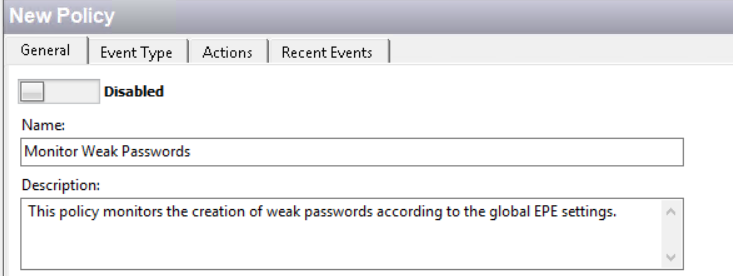 New Policy
General Event Type Actions Recent Events
Disabled
Name:
Monitor Weak Passwords
Description:
This policy monitors the creation of weak passwords according to the global EPE settings.